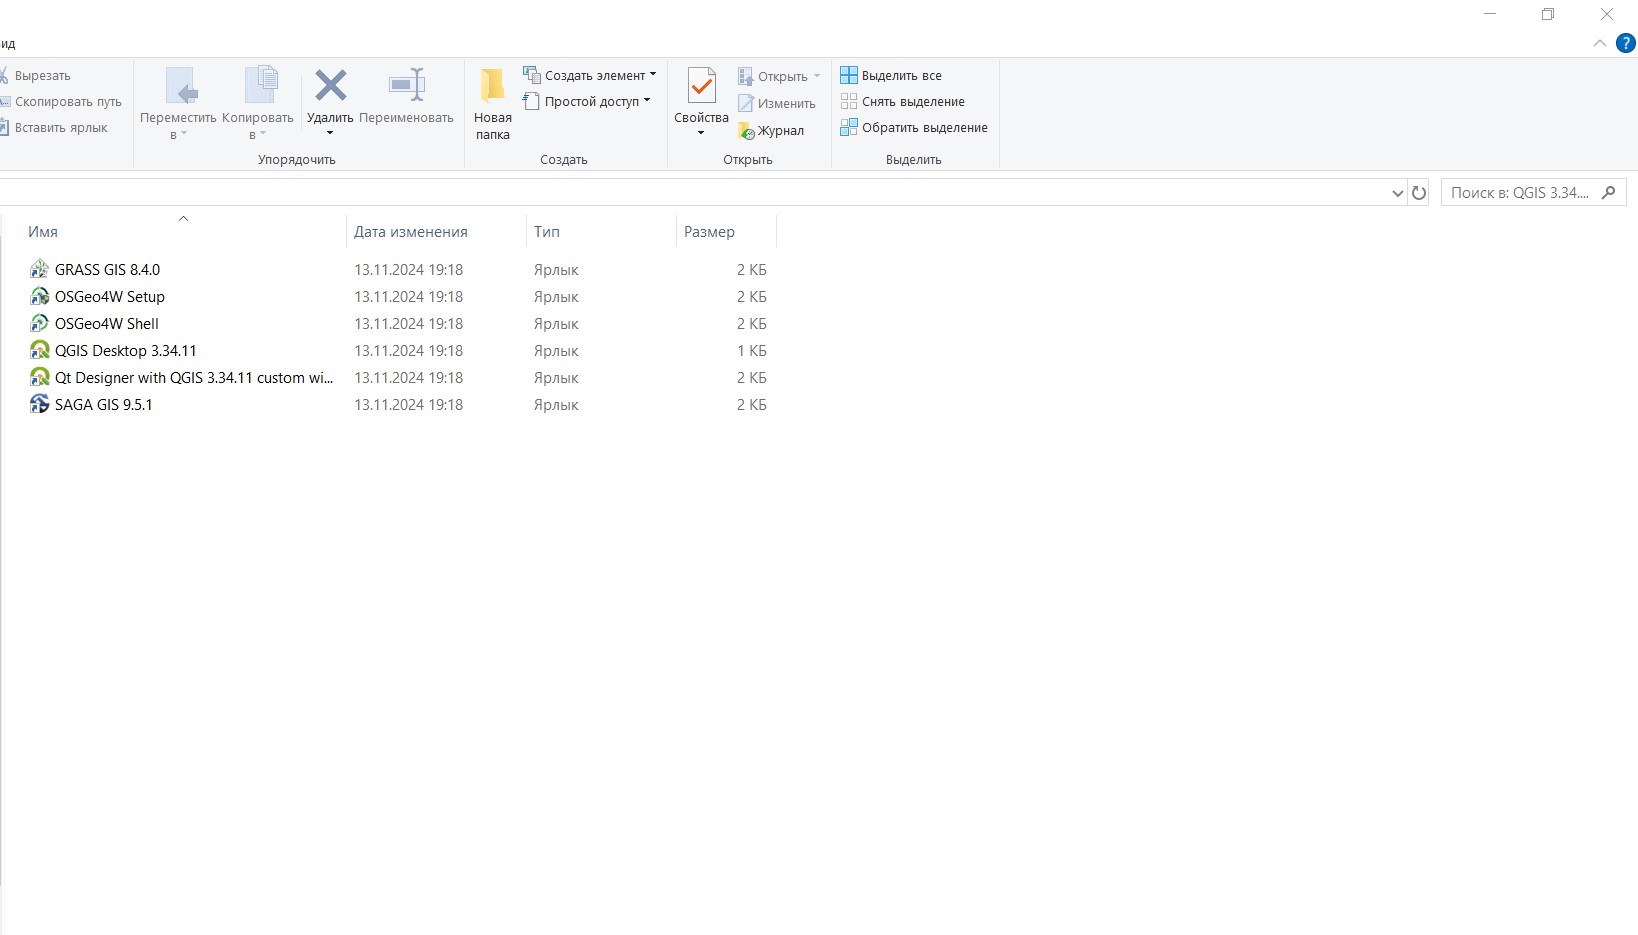 ид
Вырезать
Скопировать путь
Вставить ярлык
Переместить в
Копировать в
Удалить
Переименовать
Упорядочить
Новая папка
Создать элемент
Простой доступ
Создать
Свойства
Открыть
Изменить
Журнал
Открыть
Выделить все
Снять выделение
Обратить выделение
Выделить
Поиск в: QGIS 3.34....
Имя Дата изменения Тип Размер
GRASS GIS 8.4.0 13.11.2024 19:18 Ярлык 2 КБ
OSGeo4W Setup 13.11.2024 19:18 Ярлык 2 КБ
OSGeo4W Shell 13.11.2024 19:18 Ярлык 2 КБ
QGIS Desktop 3.34.11 13.11.2024 19:18 Ярлык 1 КБ
Qt Designer with QGIS 3.34.11 custom wi... 13.11.2024 19:18 Ярлык 2 КБ
SAGA GIS 9.5.1 13.11.2024 19:18 Ярлык 2 КБ